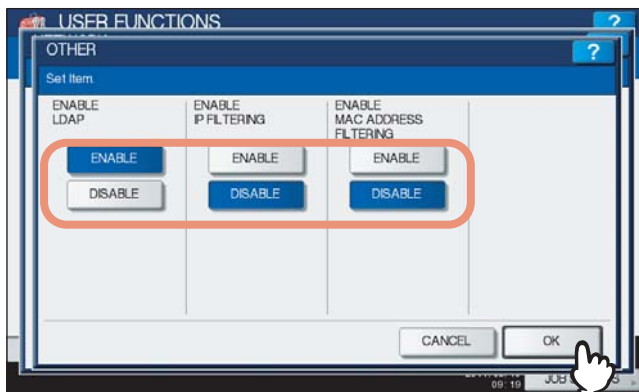 USER FUNCTIONS
?
OTHER
?
Set Item.
ENABLE
LDAP
ENABLE
IP FILTERING
ENABLE
MAC ADDRESS
FILTERING
ENABLE
ENABLE
ENABLE
DISABLE
DISABLE
DISABLE
CANCEL
OK
09:19
JOB